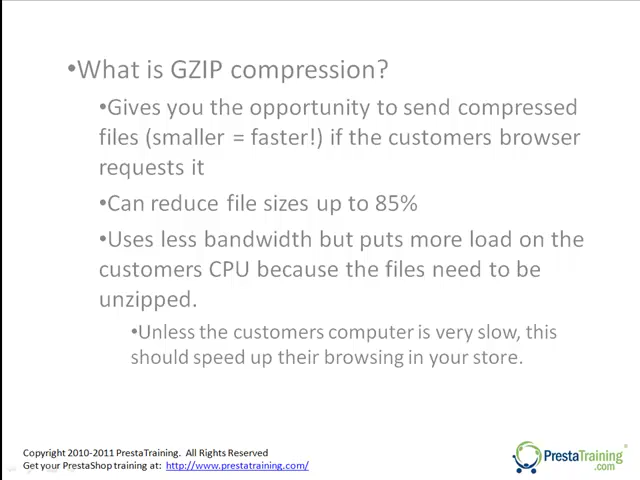 •What is GZIP compression?
•Gives you the opportunity to send compressed
files (smaller = faster!) if the customers browser
requests it
•Can reduce file sizes up to 85%
•Uses less bandwidth but puts more load on the
customers CPU because the files need to be
unzipped.
•Unless the customers computer is very slow, this
should speed up their browsing in your store.
Copyright 2010-2011 PrestaTraining. All Rights Reserved
Get your PrestaShop training at: http://www.prestatraining.com/
PrestaTraining®
.com